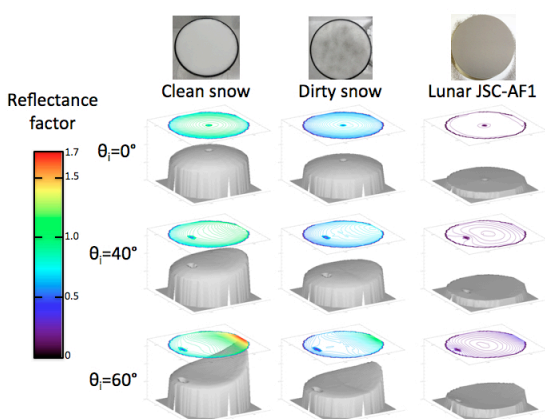 Clean snow
Dirty snow
Lunar JSC-AF1
Reflectance
factor
1.7
1.5
1.0
0.5
0
θi=0°
θi=40°
θi=60°